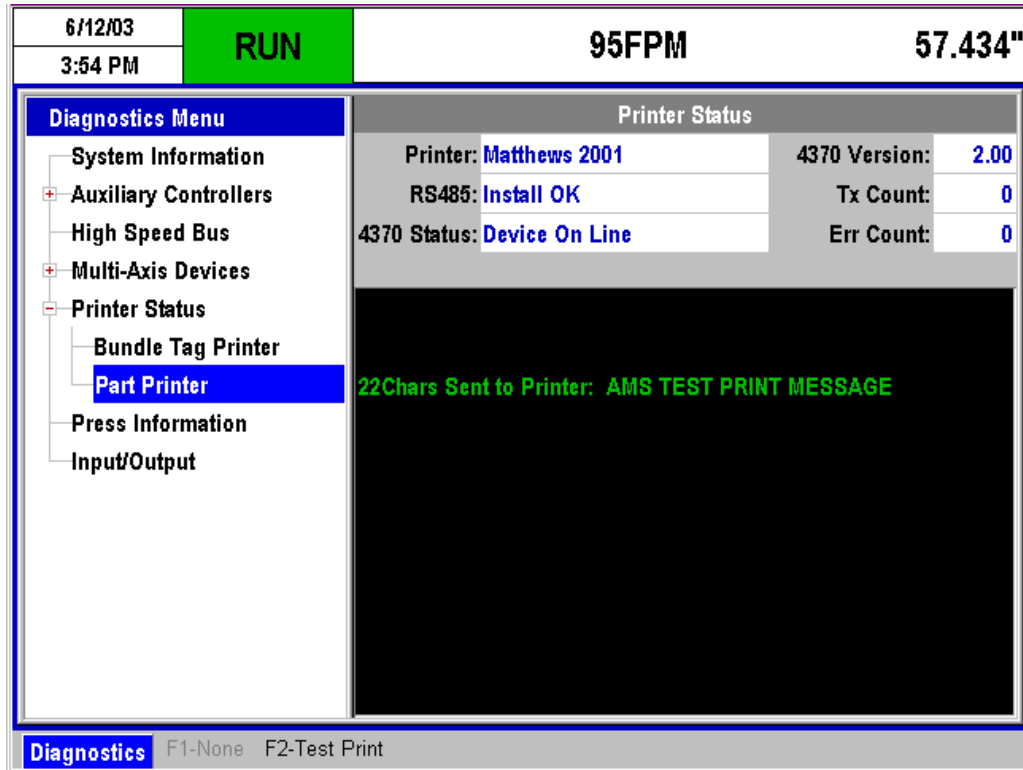 6/12/03
3:54 PM
RUN
95FPM
57.434"
Diagnostics Menu
System Information
Auxiliary Controllers
High Speed Bus
Multi-Axis Devices
Printer Status
Bundle Tag Printer
Part Printer
Press Information
Input/Output
Printer Status
Printer: Matthews 2001 4370 Version: 2.00
RS485: Install OK Tx Count: 0
4370 Status: Device On Line Err Count: 0
22Chars Sent to Printer: AMS TEST PRINT MESSAGE
Diagnostics F1-None F2-Test Print